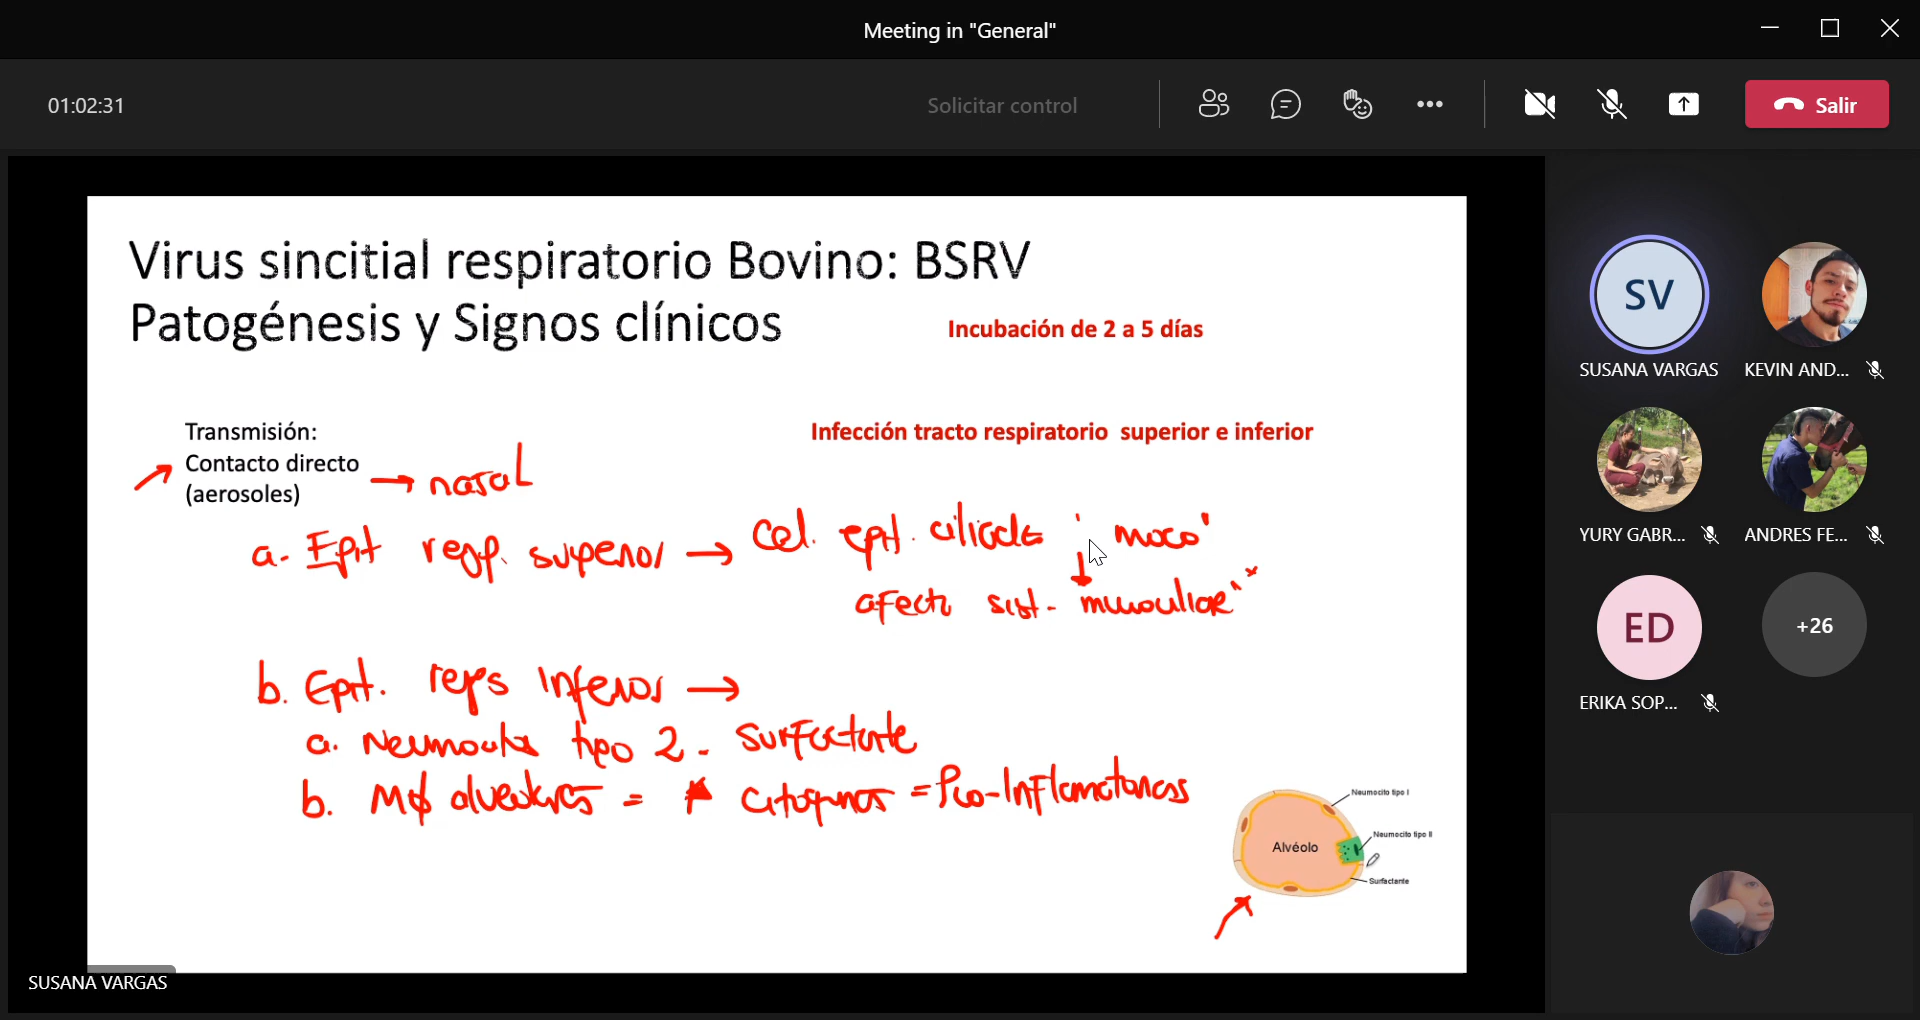 Meeting in "General"
01:02:31
Solicitar control
Salir
Virus sincitial respiratorio Bovino: BSRV
Patogénesis y Signos clínicos
Incubación de 2 a 5 días
Transmisión:
Contacto directo
(aerosoles)
→ nasal
Infección tracto respiratorio superior e inferior
a. Epit resp. superior → cel. epit. ciliada "moco"
afecta sist. mucociliar" *
b. Epit. resp inferior →
a. Neumocitos tipo 2 - surfactante
b. Mφ alveolares = citoquinas = Pro-Inflamatorias
Neumocito tipo I
Neumocito tipo II
Alvéolo
Surfactante
SUSANA VARGAS
SV
SUSANA VARGAS
KEVIN AND...
YURY GABR...
ANDRES FE...
ED
+26
ERIKA SOP...